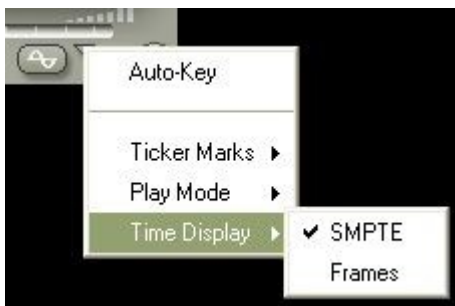 Auto-Key
Ticker Marks
Play Mode
Time Display
SMPTE
Frames